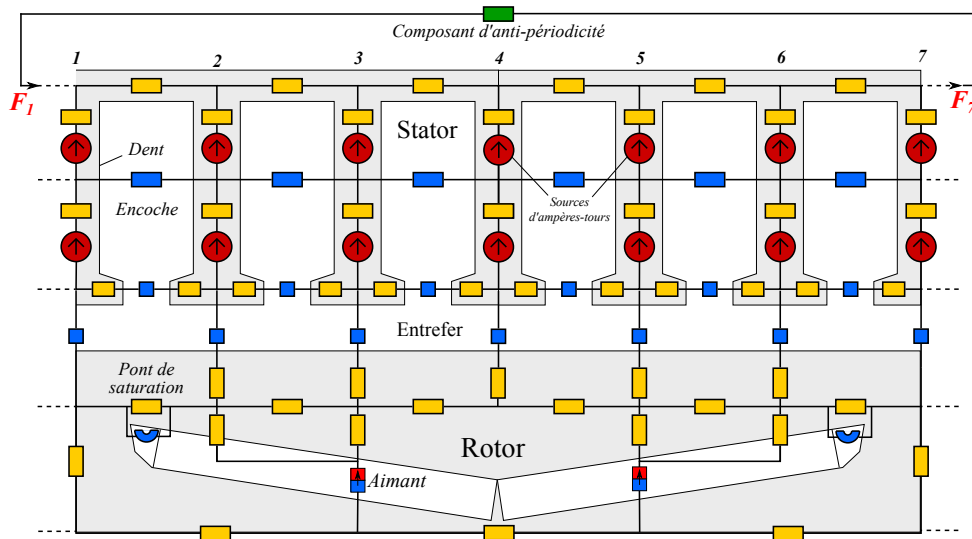 Composant d'anti-périodicité
1 2 3 4 5 6 7
F1
F7
Stator
Dent
Encoche
Sources
d'ampères-tours
Entrefer
Pont de
saturation
Rotor
Aimant